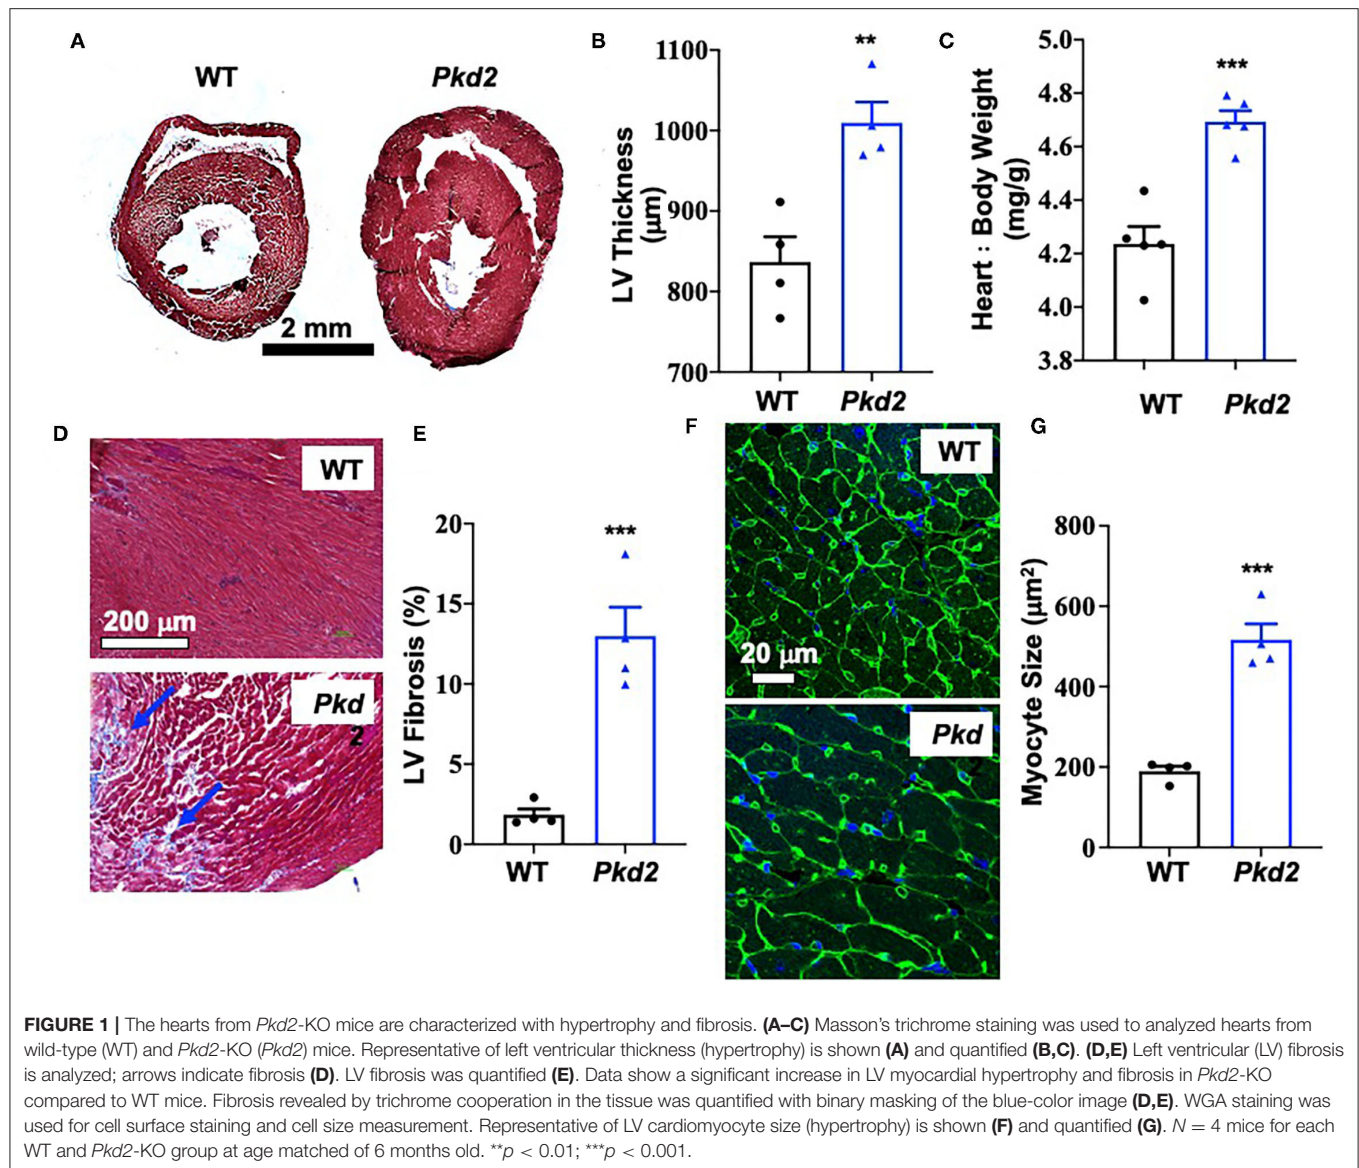 A
WT
Pkd2
2 mm
B
LV Thickness
(µm)
1100
1000
900
800
700
**
WT
Pkd2
C
Heart : Body Weight
(mg/g)
5.0
4.8
4.6
4.4
4.2
4.0
3.8
***
WT
Pkd2
D
WT
200 µm
Pkd
2
E
LV Fibrosis (%)
20
15
10
5
0
***
WT
Pkd2
F
WT
20 µm
Pkd
G
Myocyte Size (µm²)
800
600
400
200
0
***
WT
Pkd2
FIGURE 1 | The hearts from Pkd2-KO mice are characterized with hypertrophy and fibrosis. (A–C) Masson's trichrome staining was used to analyzed hearts from
wild-type (WT) and Pkd2-KO (Pkd2) mice. Representative of left ventricular thickness (hypertrophy) is shown (A) and quantified (B,C). (D,E) Left ventricular (LV) fibrosis
is analyzed; arrows indicate fibrosis (D). LV fibrosis was quantified (E). Data show a significant increase in LV myocardial hypertrophy and fibrosis in Pkd2-KO
compared to WT mice. Fibrosis revealed by trichrome cooperation in the tissue was quantified with binary masking of the blue-color image (D,E). WGA staining was
used for cell surface staining and cell size measurement. Representative of LV cardiomyocyte size (hypertrophy) is shown (F) and quantified (G). N = 4 mice for each
WT and Pkd2-KO group at age matched of 6 months old. **p < 0.01; ***p < 0.001.